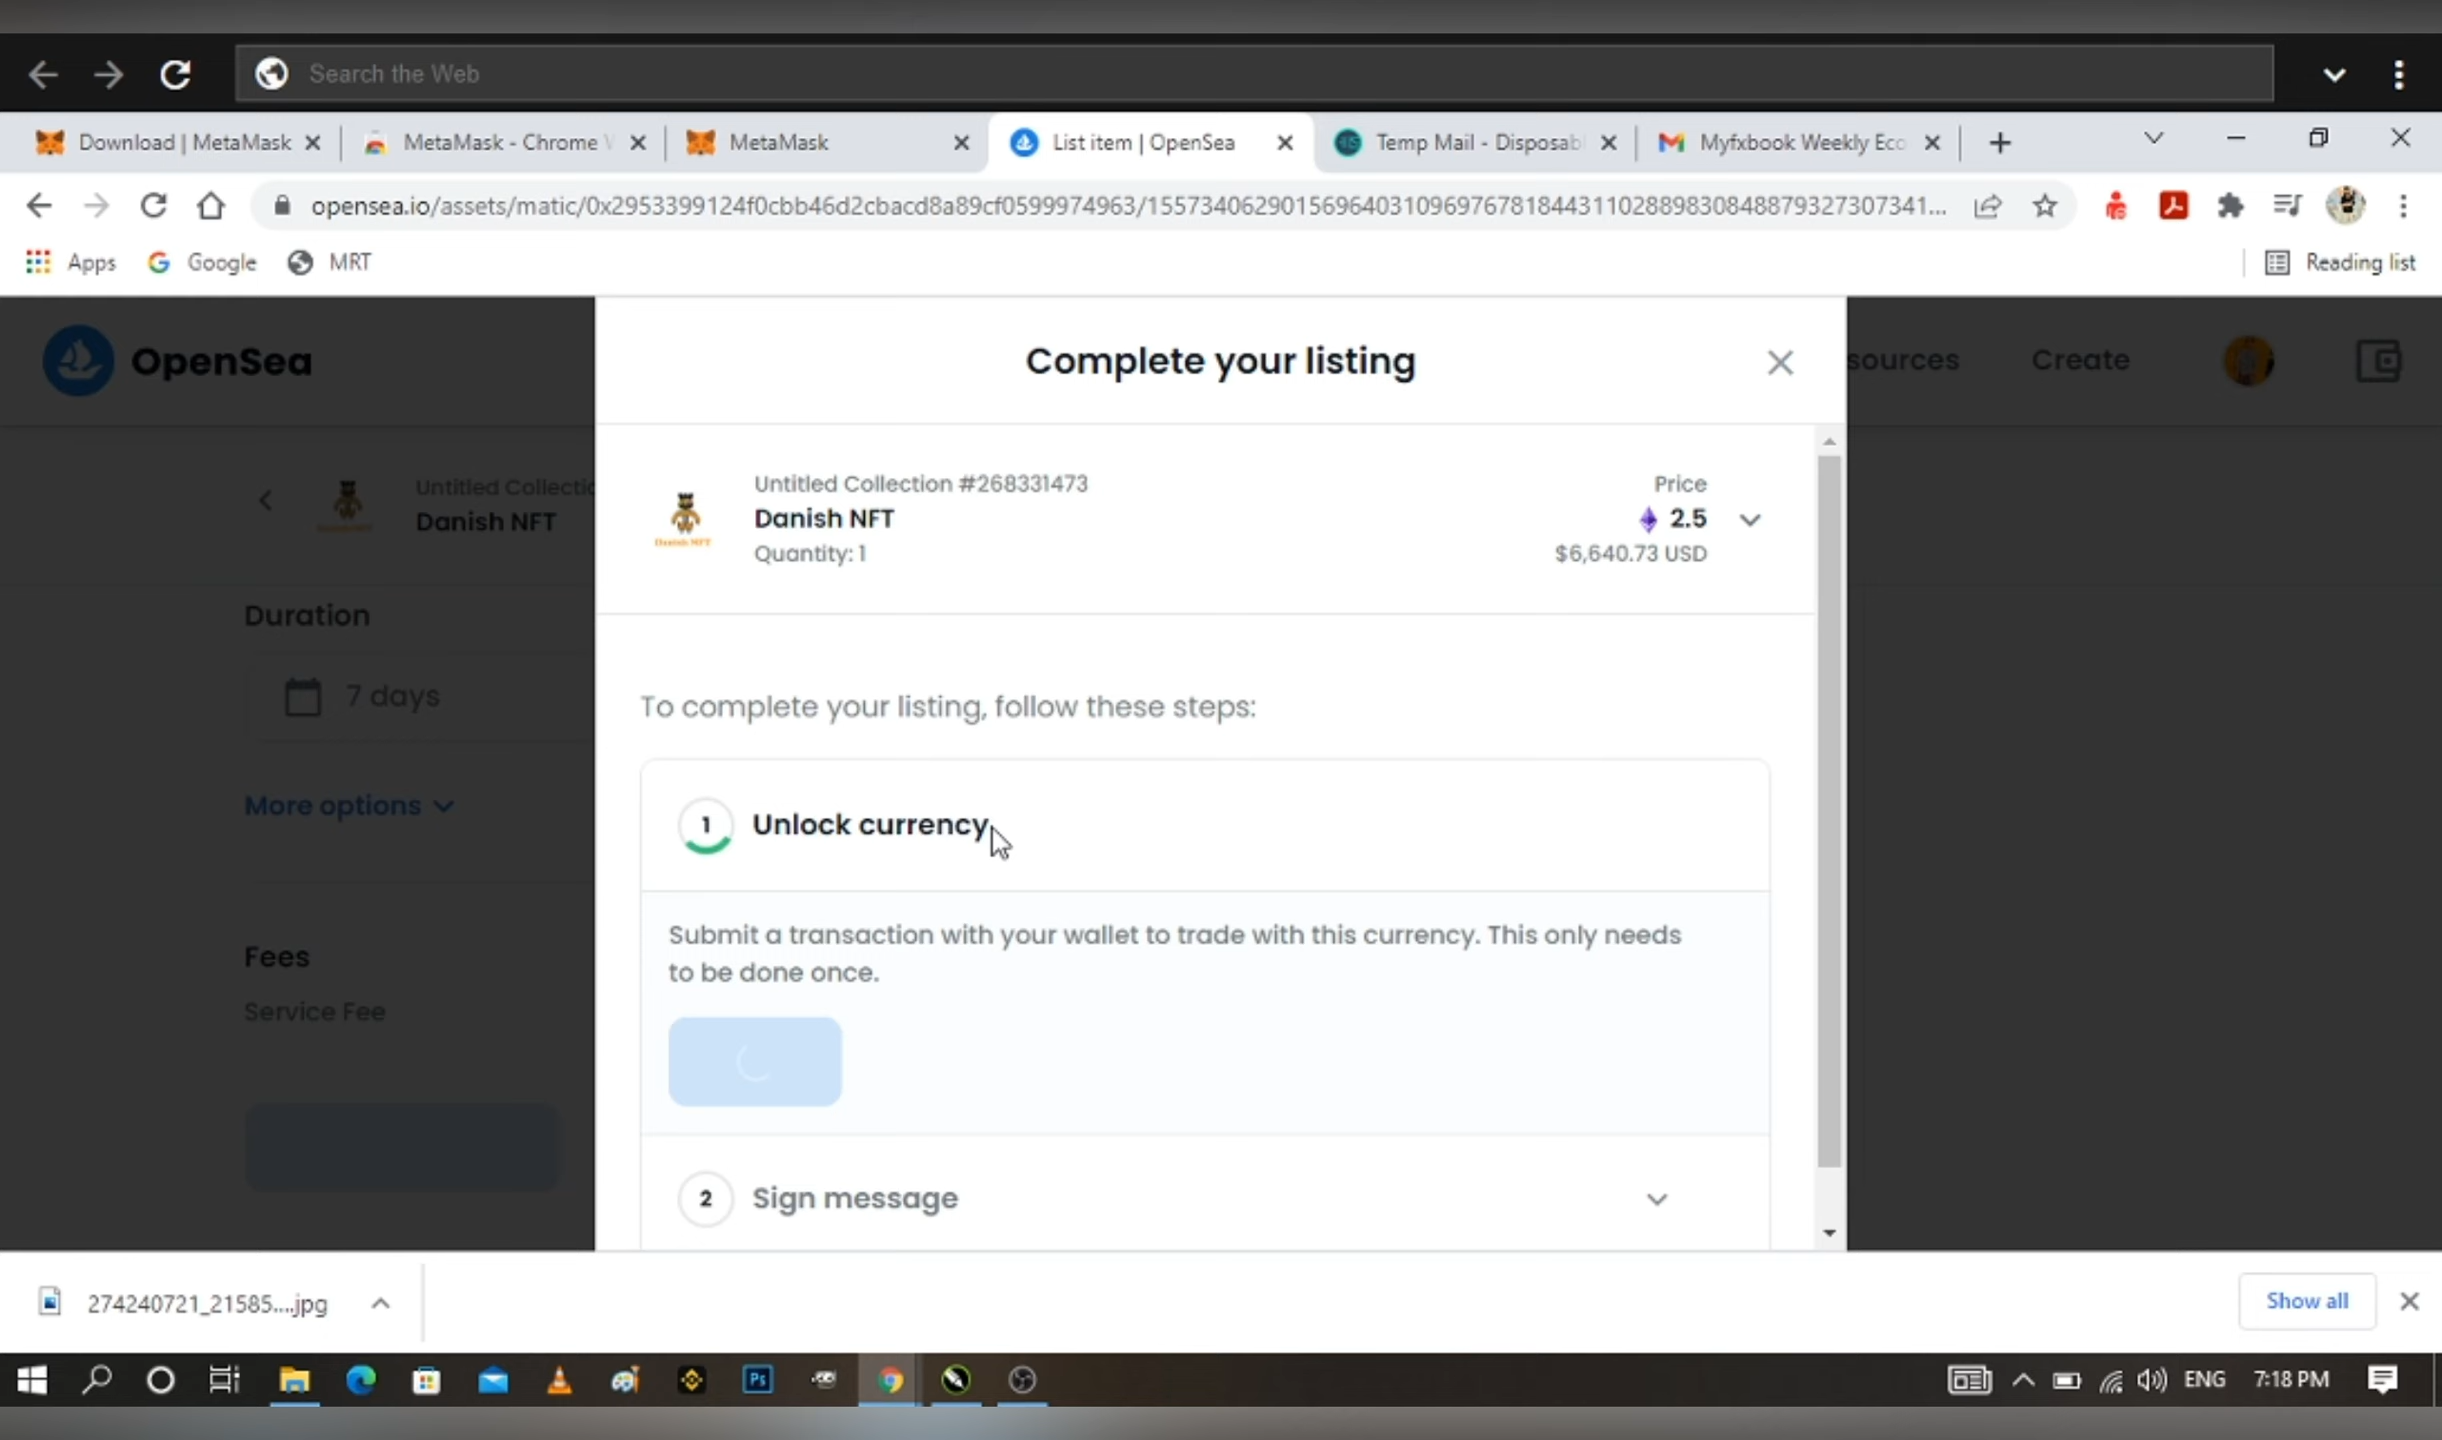 Search the Web
Download | MetaMask
MetaMask - Chrome
MetaMask
List item | OpenSea
Temp Mail - Disposab
Myfxbook Weekly Eco
opensea.io/assets/matic/0x2953399124f0cbb46d2cbacd8a89cf0599974963/1557340629015696403109697678184431102889830848879327307341...
Apps
Google
MRT
Reading list
OpenSea
Complete your listing
sources
Create
Untitled Collectio
Danish NFT
Untitled Collection #268331473
Danish NFT
Quantity: 1
Danish NFT
Price
2.5
$6,640.73 USD
Duration
7 days
More options
Fees
Service Fee
To complete your listing, follow these steps:
1
Unlock currency
Submit a transaction with your wallet to trade with this currency. This only needs
to be done once.
2
Sign message
274240721_21585....jpg
Show all
Ps
ENG
7:18 PM